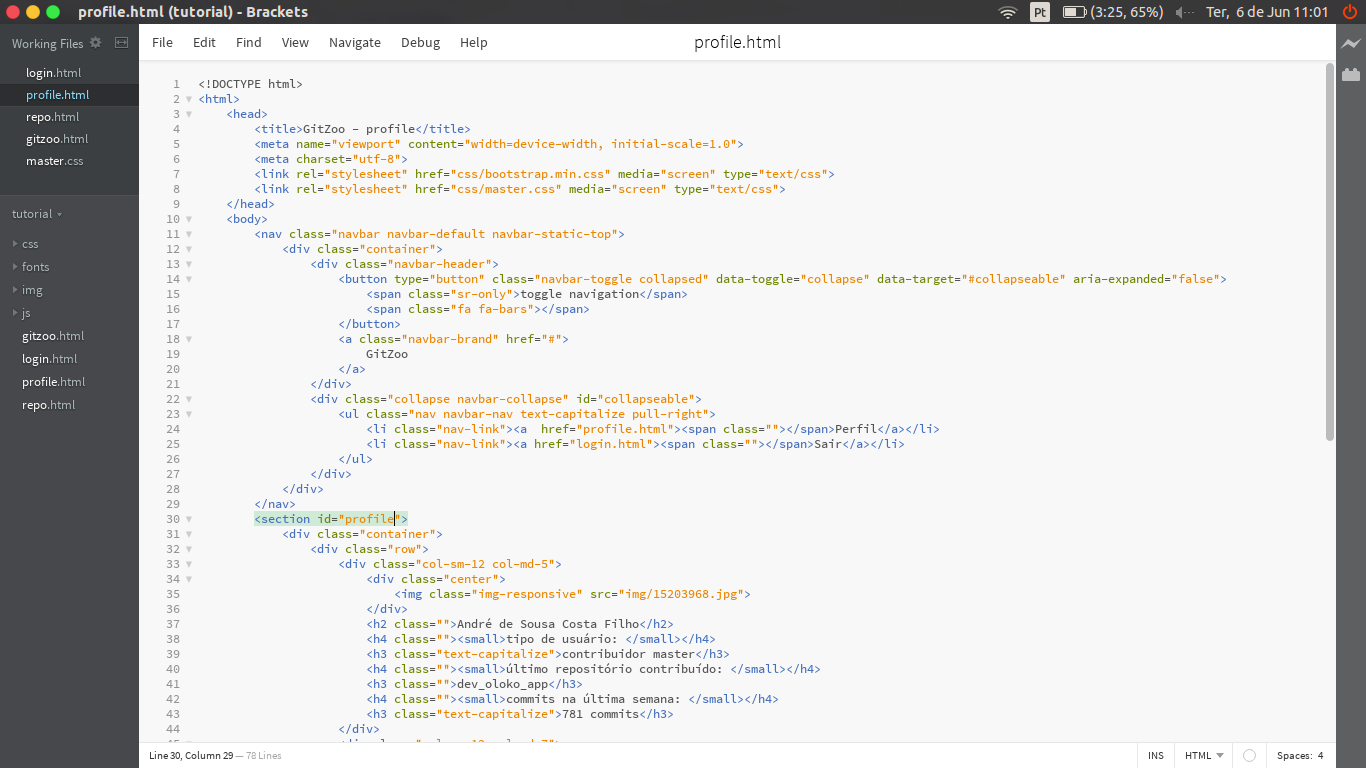 profile.html (tutorial) - Brackets
Pt (3:25, 65%) Ter, 6 de Jun 11:01
Working Files
login.html
profile.html
repo.html
gitzoo.html
master.css
tutorial
css
fonts
img
js
gitzoo.html
login.html
profile.html
repo.html
File Edit Find View Navigate Debug Help
profile.html
1 <!DOCTYPE html>
2 <html>
3 <head>
4 <title>GitZoo - profile</title>
5 <meta name="viewport" content="width=device-width, initial-scale=1.0">
6 <meta charset="utf-8">
7 <link rel="stylesheet" href="css/bootstrap.min.css" media="screen" type="text/css">
8 <link rel="stylesheet" href="css/master.css" media="screen" type="text/css">
9 </head>
10 <body>
11 <nav class="navbar navbar-default navbar-static-top">
12 <div class="container">
13 <div class="navbar-header">
14 <button type="button" class="navbar-toggle collapsed" data-toggle="collapse" data-target="#collapseable" aria-expanded="false">
15 <span class="sr-only">toggle navigation</span>
16 <span class="fa fa-bars"></span>
17 </button>
18 <a class="navbar-brand" href="#">
19 GitZoo
20 </a>
21 </div>
22 <div class="collapse navbar-collapse" id="collapseable">
23 <ul class="nav navbar-nav text-capitalize pull-right">
24 <li class="nav-link"><a  href="profile.html"><span class=""></span>Perfil</a></li>
25 <li class="nav-link"><a href="login.html"><span class=""></span>Sair</a></li>
26 </ul>
27 </div>
28 </div>
29 </nav>
30 <section id="profile">
31 <div class="container">
32 <div class="row">
33 <div class="col-sm-12 col-md-5">
34 <div class="center">
35 <img class="img-responsive" src="img/15203968.jpg">
36 </div>
37 <h2 class="">André de Sousa Costa Filho</h2>
38 <h4 class=""><small>tipo de usuário: </small></h4>
39 <h3 class="text-capitalize">contribuidor master</h3>
40 <h4 class=""><small>último repositório contribuído: </small></h4>
41 <h3 class="">dev_oloko_app</h3>
42 <h4 class=""><small>commits na última semana: </small></h4>
43 <h3 class="text-capitalize">781 commits</h3>
44 </div>
Line 30, Column 29 — 78 Lines
INS HTML Spaces: 4